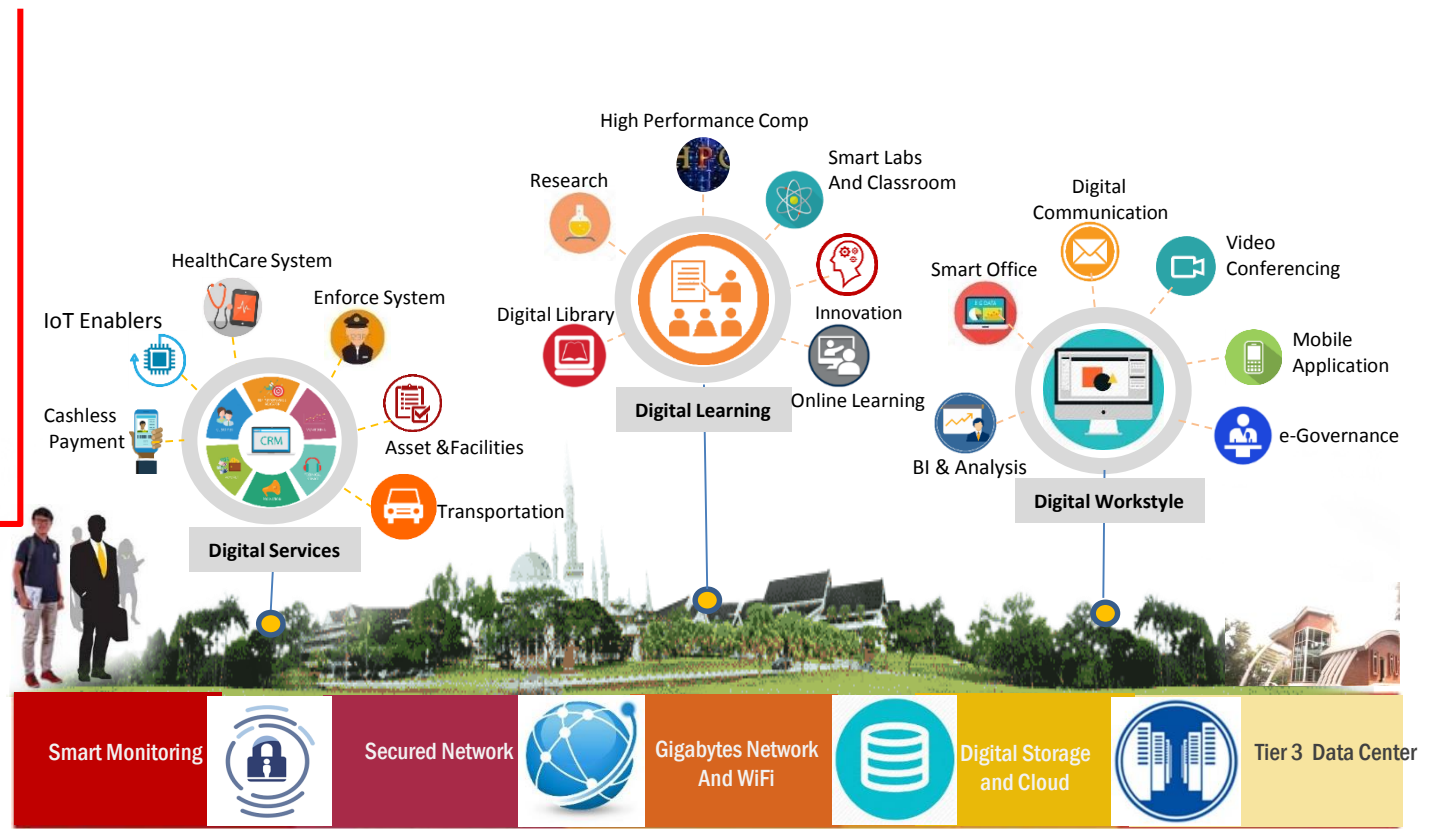 High Performance Comp
Research
Smart Labs
And Classroom
Digital Library
Innovation
Online Learning
Digital Learning
HealthCare System
Enforce System
IoT Enablers
Cashless
Payment
CRM
Asset &Facilities
Transportation
Digital Services
Digital
Communication
Video
Conferencing
Smart Office
BIG DATA
Mobile
Application
BI & Analysis
e-Governance
Digital Workstyle
Smart Monitoring
Secured Network
Gigabytes Network
And WiFi
Digital Storage
and Cloud
Tier 3 Data Center